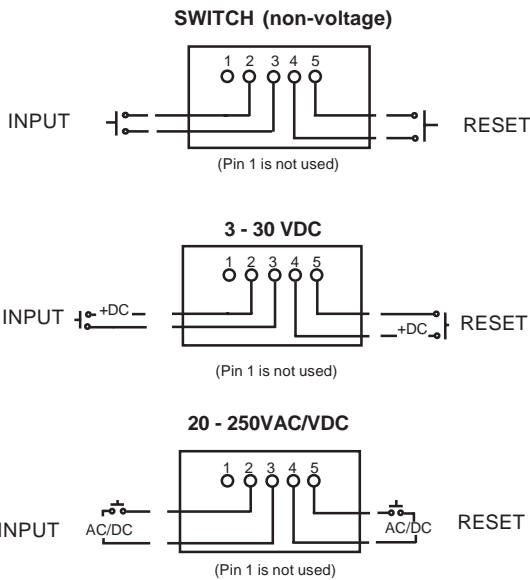 SWITCH (non-voltage)
1 2 3 4 5
INPUT
RESET
(Pin 1 is not used)
3 - 30 VDC
1 2 3 4 5
INPUT
+DC
+DC
RESET
(Pin 1 is not used)
20 - 250VAC/VDC
1 2 3 4 5
INPUT
AC/DC
AC/DC
RESET
(Pin 1 is not used)